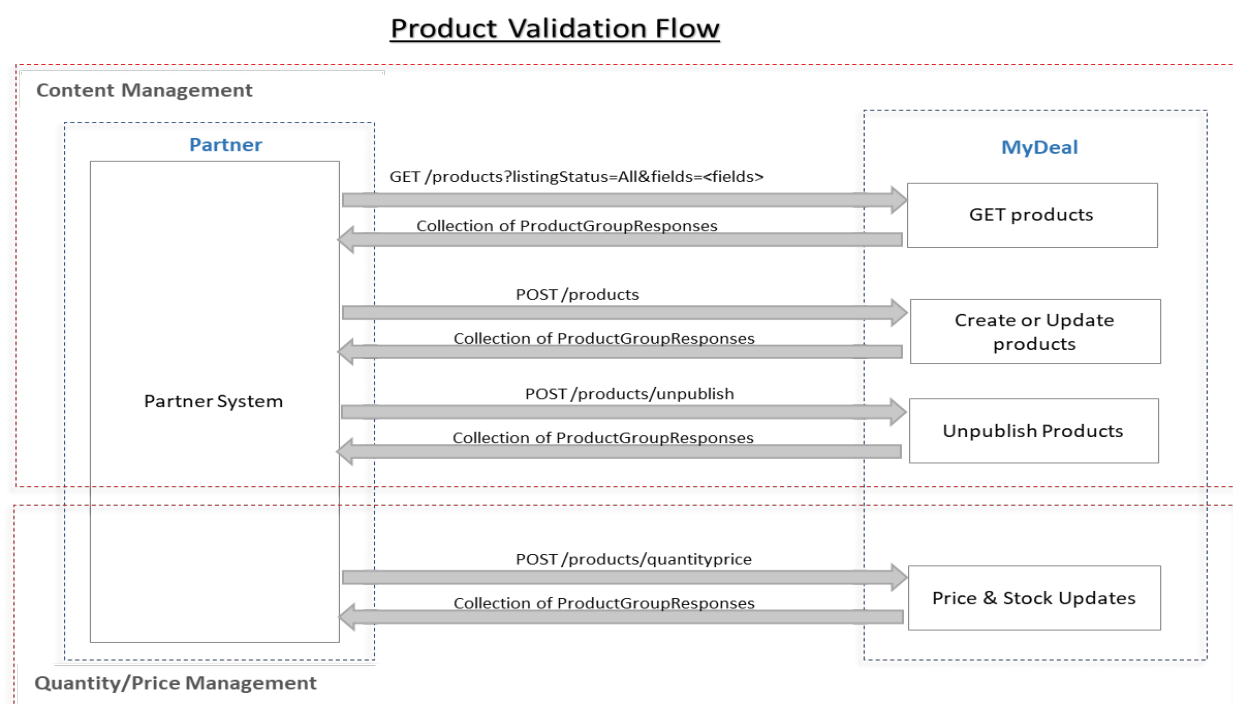 Product Validation Flow
Content Management
Partner
MyDeal
GET /products?listingStatus=All&fields=<fields>
GET products
Collection of ProductGroupResponses
POST /products
Create or Update
products
Collection of ProductGroupResponses
Partner System
POST /products/unpublish
Unpublish Products
Collection of ProductGroupResponses
POST /products/quantityprice
Price & Stock Updates
Collection of ProductGroupResponses
Quantity/Price Management